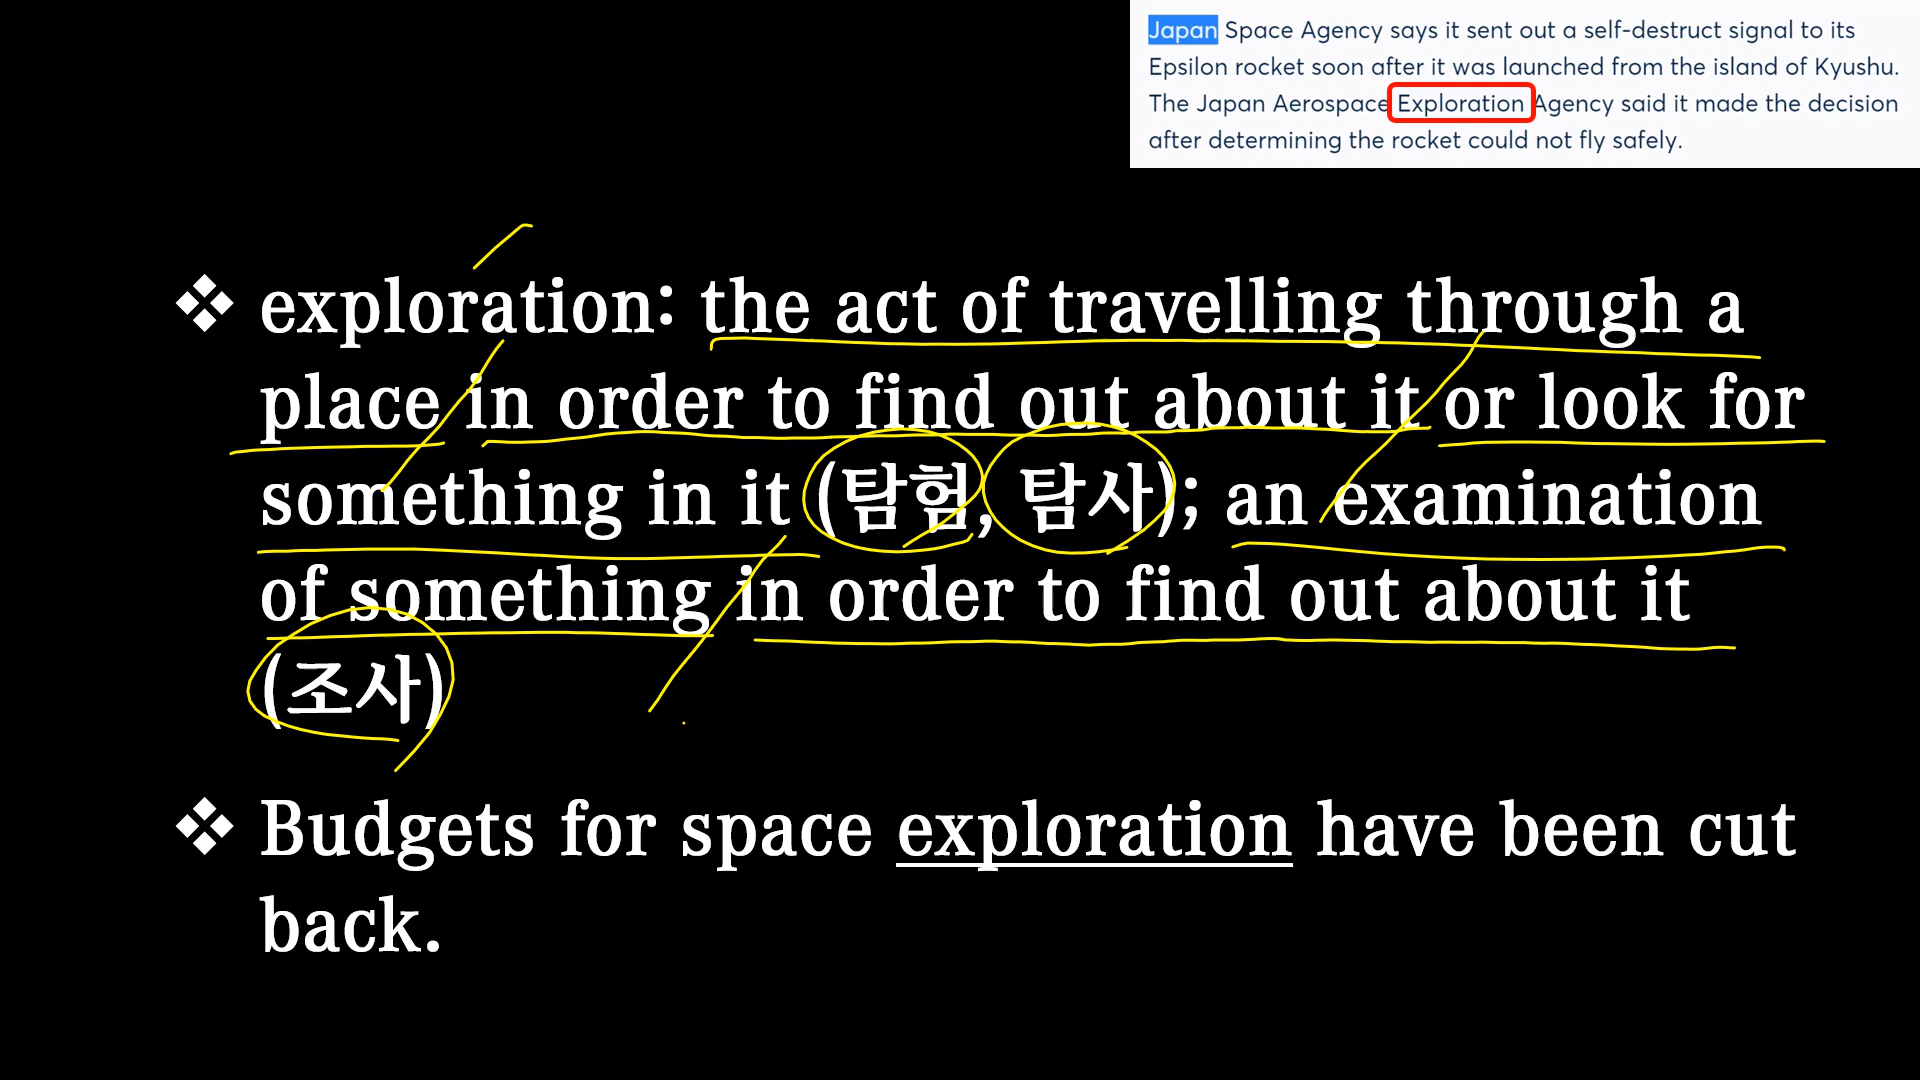 Japan Space Agency says it sent out a self-destruct signal to its
Epsilon rocket soon after it was launched from the island of Kyushu.
The Japan Aerospace Exploration Agency said it made the decision
after determining the rocket could not fly safely.
❖ exploration: the act of travelling through a
place in order to find out about it or look for
something in it (탐험, 탐사); an examination
of something in order to find out about it
(조사)
❖ Budgets for space exploration have been cut
back.